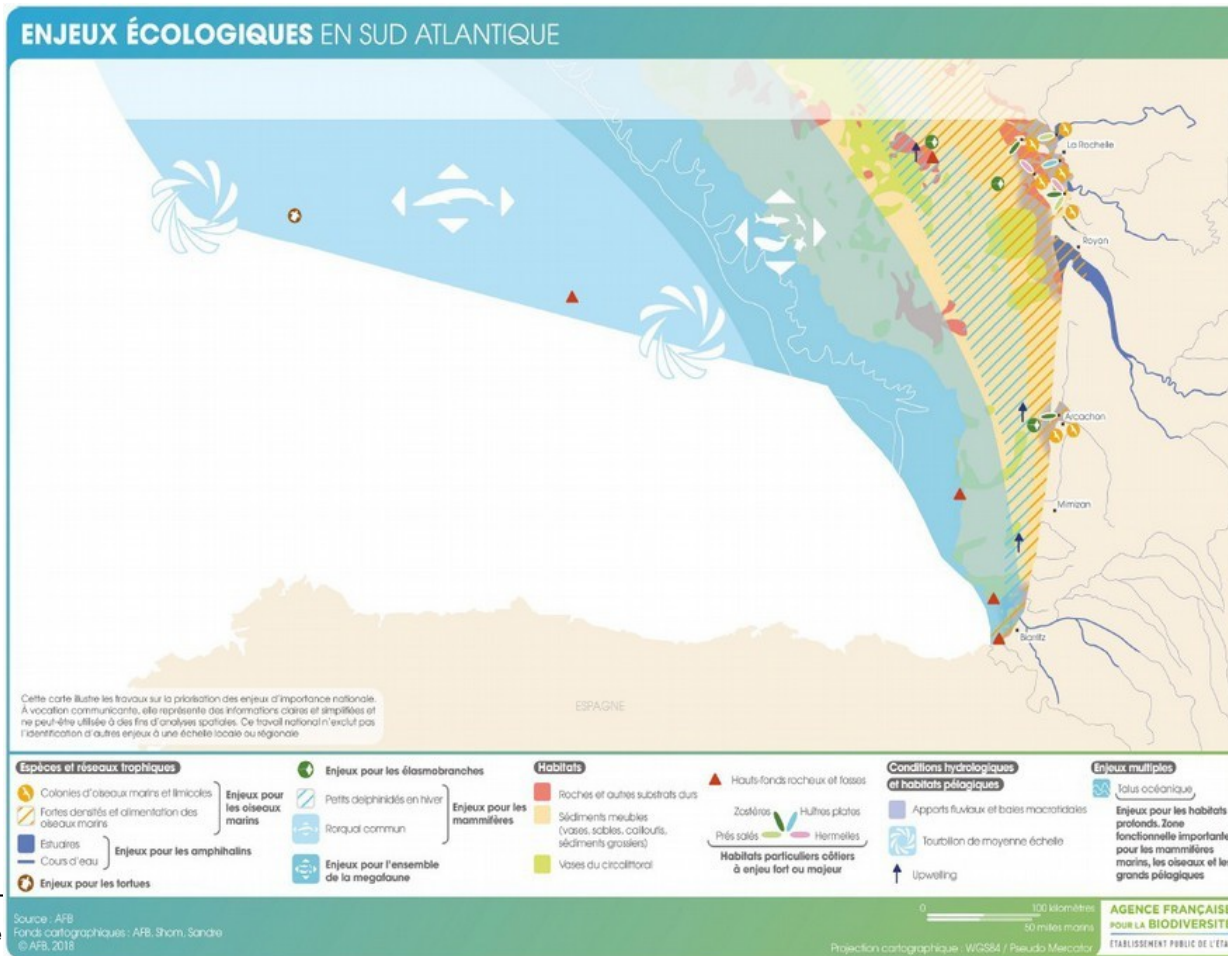 ENJEUX ÉCOLOGIQUES EN SUD ATLANTIQUE
La Rochelle
Royan
Arcachon
Mimizan
Biarritz
ESPAGNE
Cette carte illustre les travaux sur la priorisation des enjeux d'importance nationale.
À vocation communicante, elle représente des informations claires et simplifiées et
ne peut-être utilisée à des fins d'analyses spatiales. Ce travail national n'exclut pas
l'identification d'autres enjeux à une échelle locale ou régionale
Espèces et réseaux trophiques
Colonies d'oiseaux marins et limicoles
Fortes densités et alimentation des
oiseaux marins
Enjeux pour
les oiseaux
marins
Estuaires
Cours d'eau
Enjeux pour les amphihalins
Enjeux pour les tortues
Enjeux pour les élasmobranches
Petits delphinidés en hiver
Rorqual commun
Enjeux pour les
mammifères
Enjeux pour l'ensemble
de la megafaune
Habitats
Roches et autres substrats durs
Sédiments meubles
(vases, sables, cailloutis,
sédiments grossiers)
Vases du circalittoral
Hauts-fonds rocheux et fosses
Zostères
Huîtres plates
Prés salés
Hermelles
Habitats particuliers côtiers
à enjeu fort ou majeur
Conditions hydrologiques
et habitats pélagiques
Apports fluviaux et baies macrotidales
Tourbillon de moyenne échelle
Upwelling
Enjeux multiples
Talus océanique
Enjeux pour les habitats
profonds. Zone
fonctionnelle importante
pour les mammifères
marins, les oiseaux et les
grands pélagiques
Source : AFB
Fonds cartographiques : AFB, Shom, Sandre
© AFB, 2018
0 100 kilomètres
50 milles marins
Projection cartographique : WGS84 / Pseudo Mercator
AGENCE FRANÇAISE
POUR LA BIODIVERSITÉ
ÉTABLISSEMENT PUBLIC DE L'ÉTA